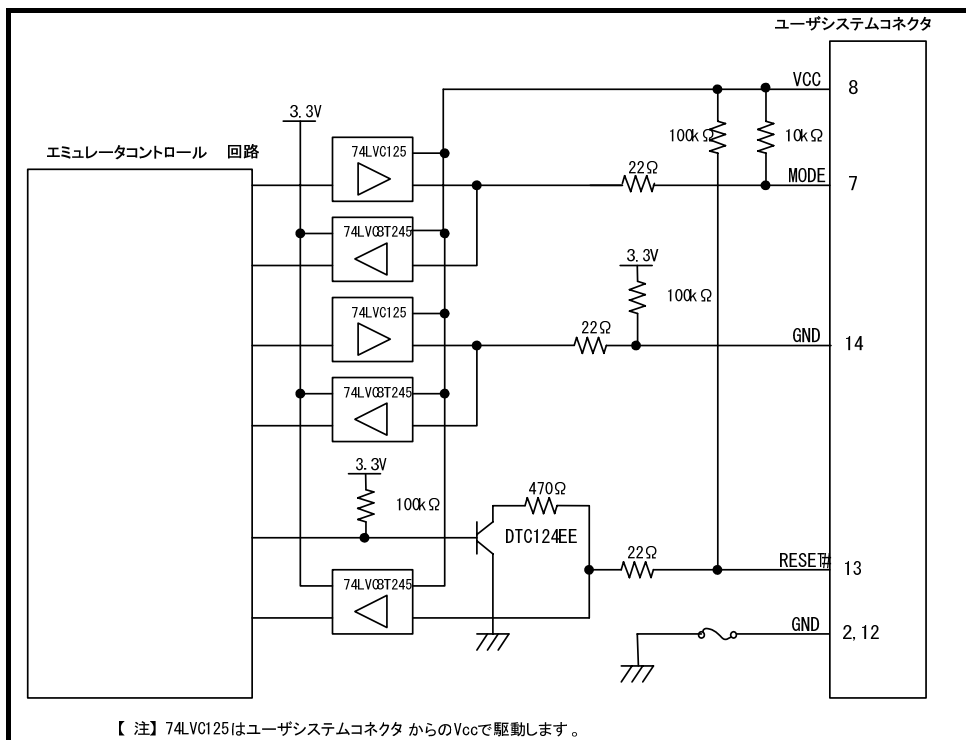 ユーザシステムコネクタ
VCC 8
3.3V
エミュレータコントロール 回路
74LVC125
100kΩ
10kΩ
22Ω
MODE 7
74LVC8T245
3.3V
74LVC125
100kΩ
22Ω
GND 14
74LVC8T245
3.3V
100kΩ
470Ω
DTC124EE
22Ω
RESET# 13
74LVC8T245
GND 2,12
【 注】 74LVC125はユーザシステムコネクタ からのVccで駆動します。